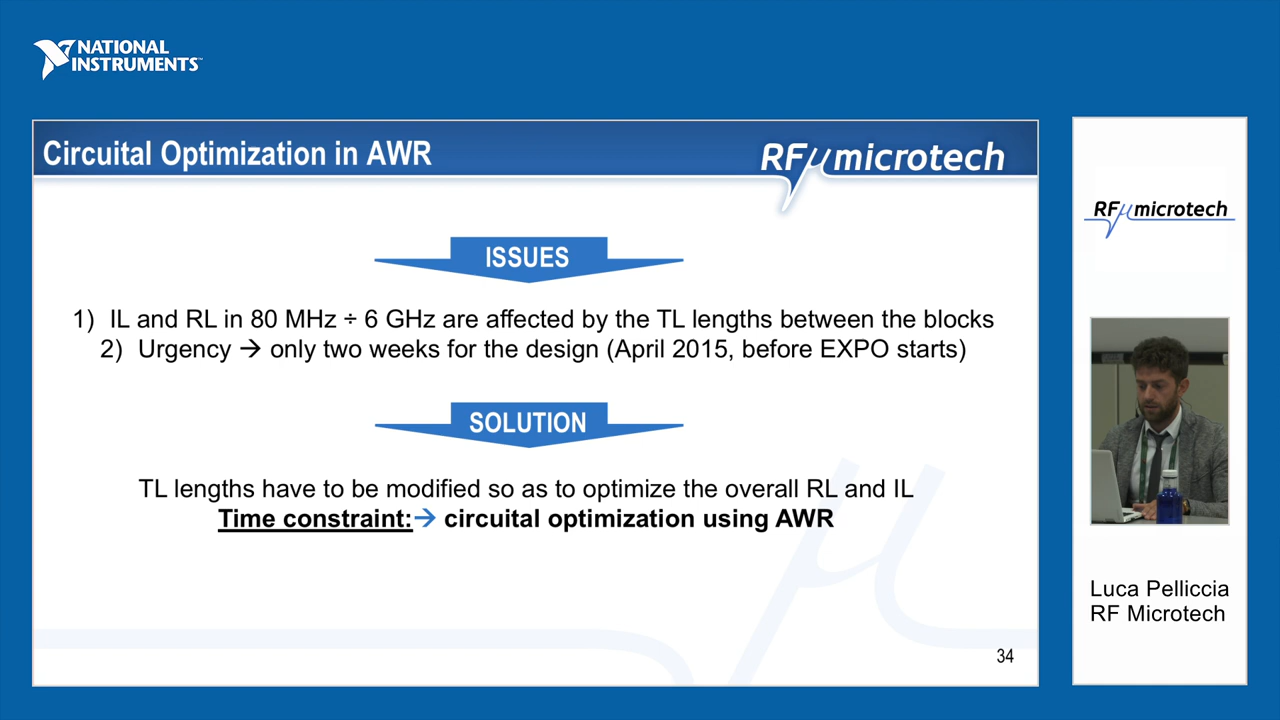 NATIONAL
INSTRUMENTS
Circuital Optimization in AWR
RFμmicrotech
RFμmicrotech
ISSUES
1) IL and RL in 80 MHz ÷ 6 GHz are affected by the TL lengths between the blocks
2) Urgency → only two weeks for the design (April 2015, before EXPO starts)
SOLUTION
TL lengths have to be modified so as to optimize the overall RL and IL
Time constraint:→ circuital optimization using AWR
34
Luca Pelliccia
RF Microtech